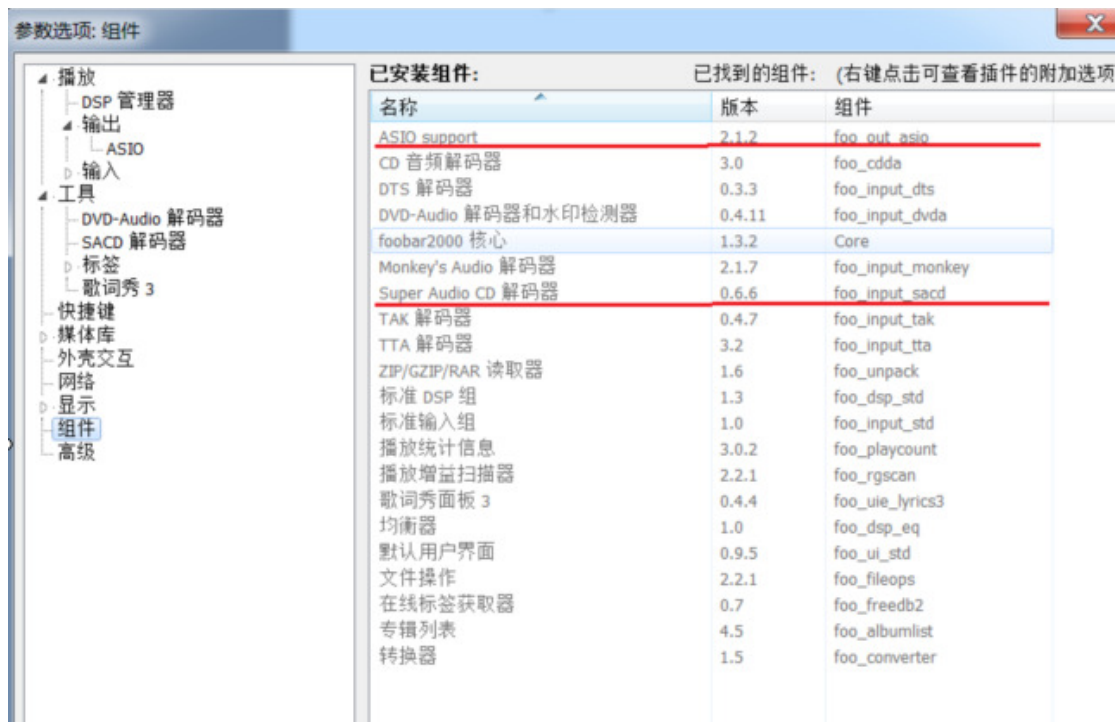 参数选项: 组件
播放
DSP 管理器
输出
ASIO
输入
工具
DVD-Audio 解码器
SACD 解码器
标签
歌词秀 3
快捷键
媒体库
外壳交互
网络
显示
组件
高级
已安装组件: 已找到的组件: (右键点击可查看插件的附加选项
名称 版本 组件
ASIO support 2.1.2 foo_out_asio
CD 音频解码器 3.0 foo_cdda
DTS 解码器 0.3.3 foo_input_dts
DVD-Audio 解码器和水印检测器 0.4.11 foo_input_dvda
foobar2000 核心 1.3.2 Core
Monkey's Audio 解码器 2.1.7 foo_input_monkey
Super Audio CD 解码器 0.6.6 foo_input_sacd
TAK 解码器 0.4.7 foo_input_tak
TTA 解码器 3.2 foo_input_tta
ZIP/GZIP/RAR 读取器 1.6 foo_unpack
标准 DSP 组 1.3 foo_dsp_std
标准输入组 1.0 foo_input_std
播放统计信息 3.0.2 foo_playcount
播放增益扫描器 2.2.1 foo_rgscan
歌词秀面板 3 0.4.4 foo_uie_lyrics3
均衡器 1.0 foo_dsp_eq
默认用户界面 0.9.5 foo_ui_std
文件操作 2.2.1 foo_fileops
在线标签获取器 0.7 foo_freedb2
专辑列表 4.5 foo_albumlist
转换器 1.5 foo_converter